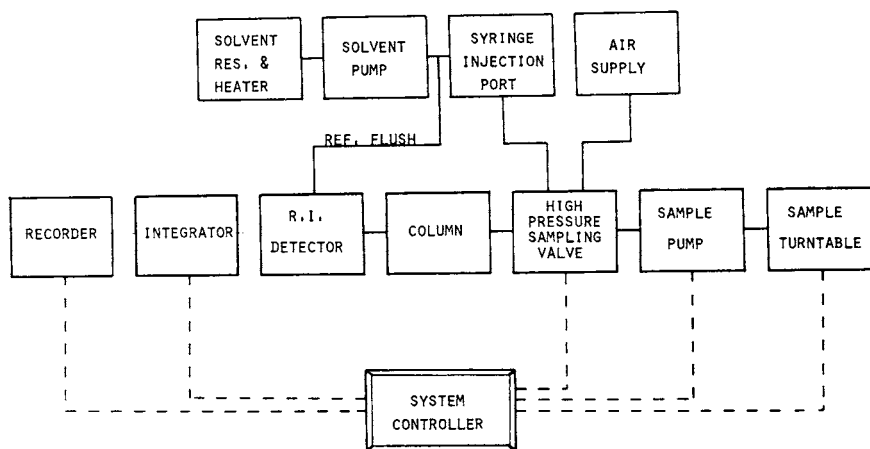 SOLVENT
RES. &
HEATER
SOLVENT
PUMP
SYRINGE
INJECTION
PORT
AIR
SUPPLY
REF. FLUSH
RECORDER
INTEGRATOR
R.I.
DETECTOR
COLUMN
HIGH
PRESSURE
SAMPLING
VALVE
SAMPLE
PUMP
SAMPLE
TURNTABLE
SYSTEM
CONTROLLER